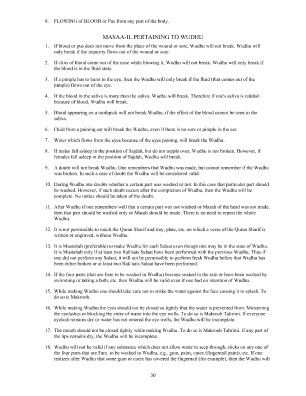 8. FLOWING of BLOOD or Pus from any part of the body.
MASAA-IL PERTAINING TO WUDHU
1. If blood or pus does not move from the place of the wound or sore, Wudhu will not break. Wudhu will
only break if the impurity flows out of the wound or sore.
2. If clots of blood come out of the nose while blowing it, Wudhu will not break. Wudhu will only break if
the blood is in the fluid state.
3. If a pimple has to burst in the eye, then the Wudhu will only break if the fluid (that comes out of the
pimple) flows out of the eye.
4. If the blood in the saliva is more than the saliva, Wudhu will break. Therefore if one's saliva is reddish
because of blood, Wudhu will break.
5. Blood appearing on a toothpick will not break Wudhu, if the effect of the blood cannot be seen in the
saliva.
6. Fluid from a paining ear will break the Wudhu, even if there is no sore or pimple in the ear.
7. Water which flows from the eyes because of the eyes paining, will break the Wudhu.
8. If males fall asleep in the position of Sajdah, but do not topple over, Wudhu is not broken. However, if
females fall asleep in the position of Sajdah, Wudhu will break.
9. A doubt will not break Wudhu. One remembers that Wudhu was made, but cannot remember if the Wudhu
was broken. In such a case of doubt the Wudhu will be considered valid.
10. During Wudhu one doubts whether a certain part was washed or not. In this case that particular part should
be washed. However, if such doubt occurs after the completion of Wudhu, then the Wudhu will be
complete. No notice should be taken of the doubt.
11. After Wudhu if one remembers well that a certain part was not washed or Masah of the head was not made,
then that part should be washed only or Masah should be made. There is no need to repeat the whole
Wudhu.
12. It is not permissible to touch the Quran Sharif and tray, plate, etc. on which a verse of the Quran Sharif is
written or engraved, without Wudhu.
13. It is Mustahab (preferable) to make Wudhu for each Salaat even though one may be in the state of Wudhu.
It is Mustahab only if at least two Rak'aats Salaat have been performed with the previous Wudhu. Thus if
one did not perform any Salaat, it will not be permissible to perform fresh Wudhu before that Wudhu has
been either broken or at least two Rak'aats Salaat have been performed.
14. If the four parts (that are Fardh to be washed in Wudhu) become soaked in the rain or have been washed by
swimming or taking a bath, etc. then Wudhu will be valid even if one had no intention of Wudhu.
15. While making Wudhu one should take care not to strike the water against the face causing it to splash. To
do so is Makrooh.
16. While making Wudhu the eyes should not be closed so tightly that the water is prevented from. Moistening
the eyelashes or blocking the entry of water into the eye wells. To do so is Makrooh Tahrimi. If even one
eyelash remains dry or water has not entered the eye wells, the Wudhu will be incomplete.
17. The mouth should not be closed tightly while making Wudhu. To do so is Makrooh Tahrimi. If any part of
the lips remains dry, the Wudhu will be incomplete.
18. Wudhu will not be valid if any substance which does not allow water to seep through, sticks on any one of
the four parts that are Farz. to be washed in Wudhu, e.g., gum, paint, cutex (fingernail paint), etc. If one
realizes after Wudhu that some gum or cutex has covered the fingernail (for example), then the Wudhu will
30